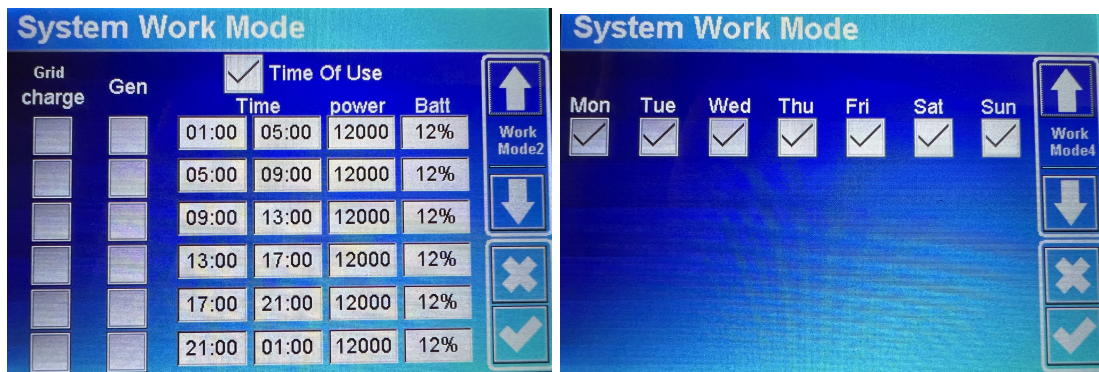 System Work Mode
Grid charge Gen Time Of Use
Time power Batt
01:00 05:00 12000 12%
05:00 09:00 12000 12%
09:00 13:00 12000 12%
13:00 17:00 12000 12%
17:00 21:00 12000 12%
21:00 01:00 12000 12%
Work
Mode2
System Work Mode
Mon Tue Wed Thu Fri Sat Sun
Work
Mode4